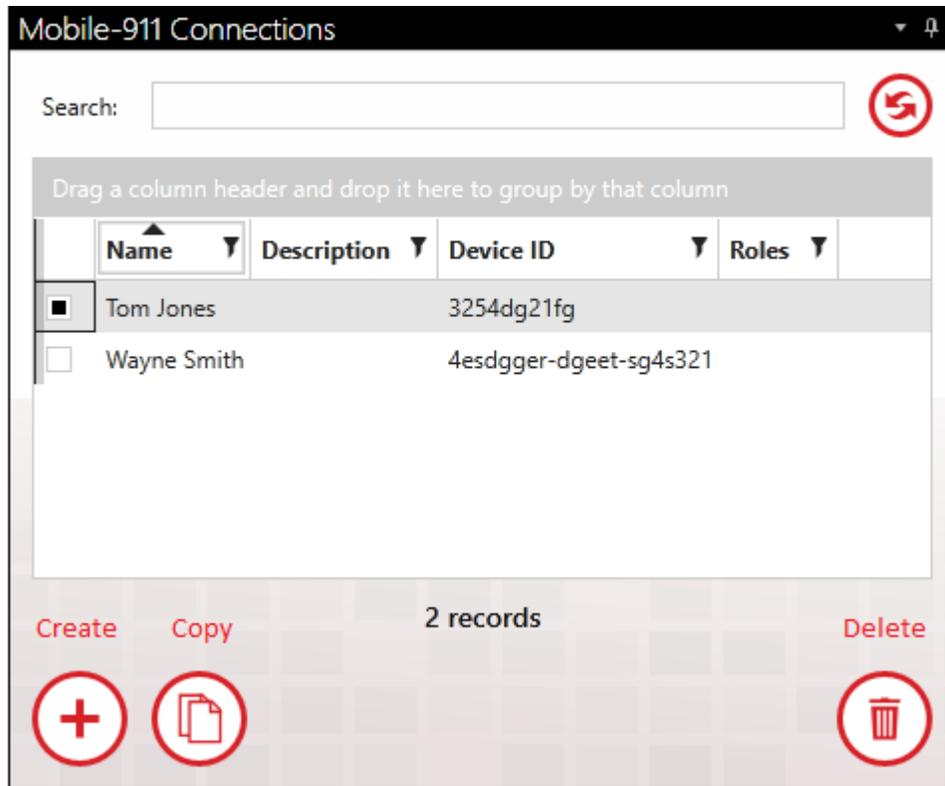 Mobile-911 Connections
Search:
Drag a column header and drop it here to group by that column
Name Description Device ID Roles
Tom Jones 3254dg21fg
Wayne Smith 4esdgger-dgeet-sg4s321
2 records
Create Copy Delete